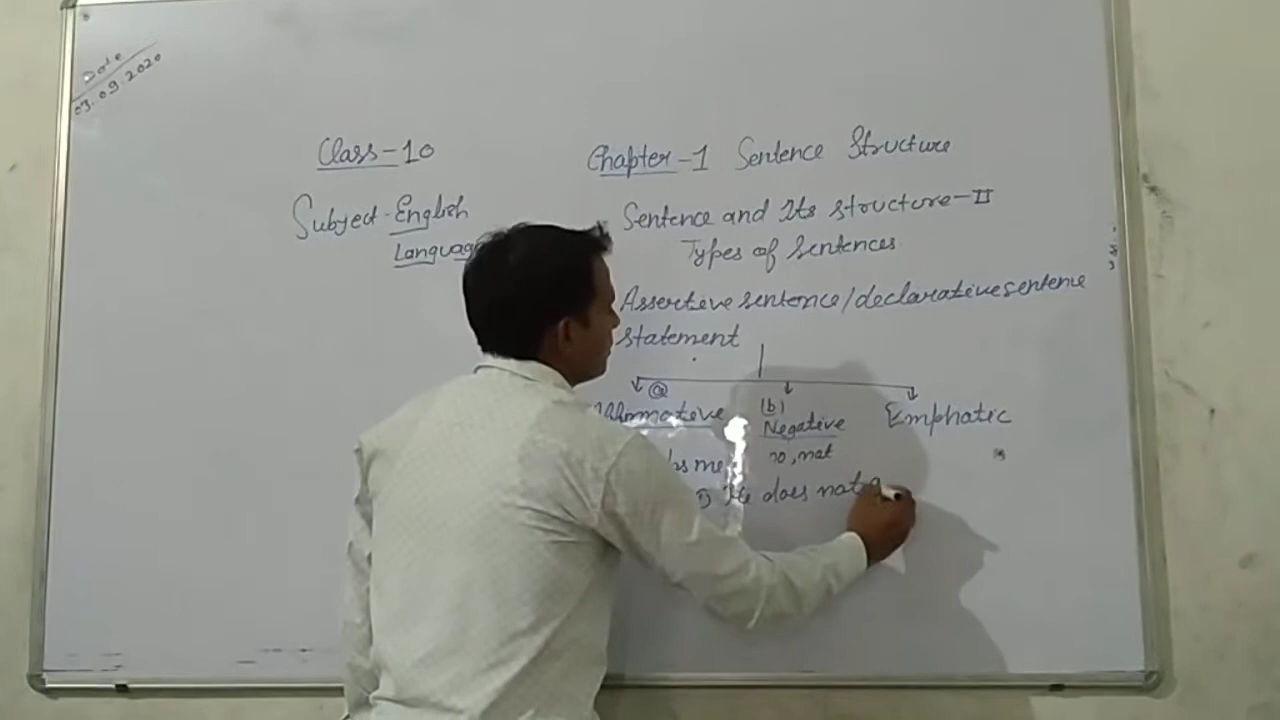 Date
03.09.2020
Class-10
Subject-English
Language
Chapter-1 Sentence Structure
Sentence and Its structure-II
Types of Sentences
Assertive sentence/declarative sentence
statement
(a)
(b)
Negative
Emphatic
no, not
He does not